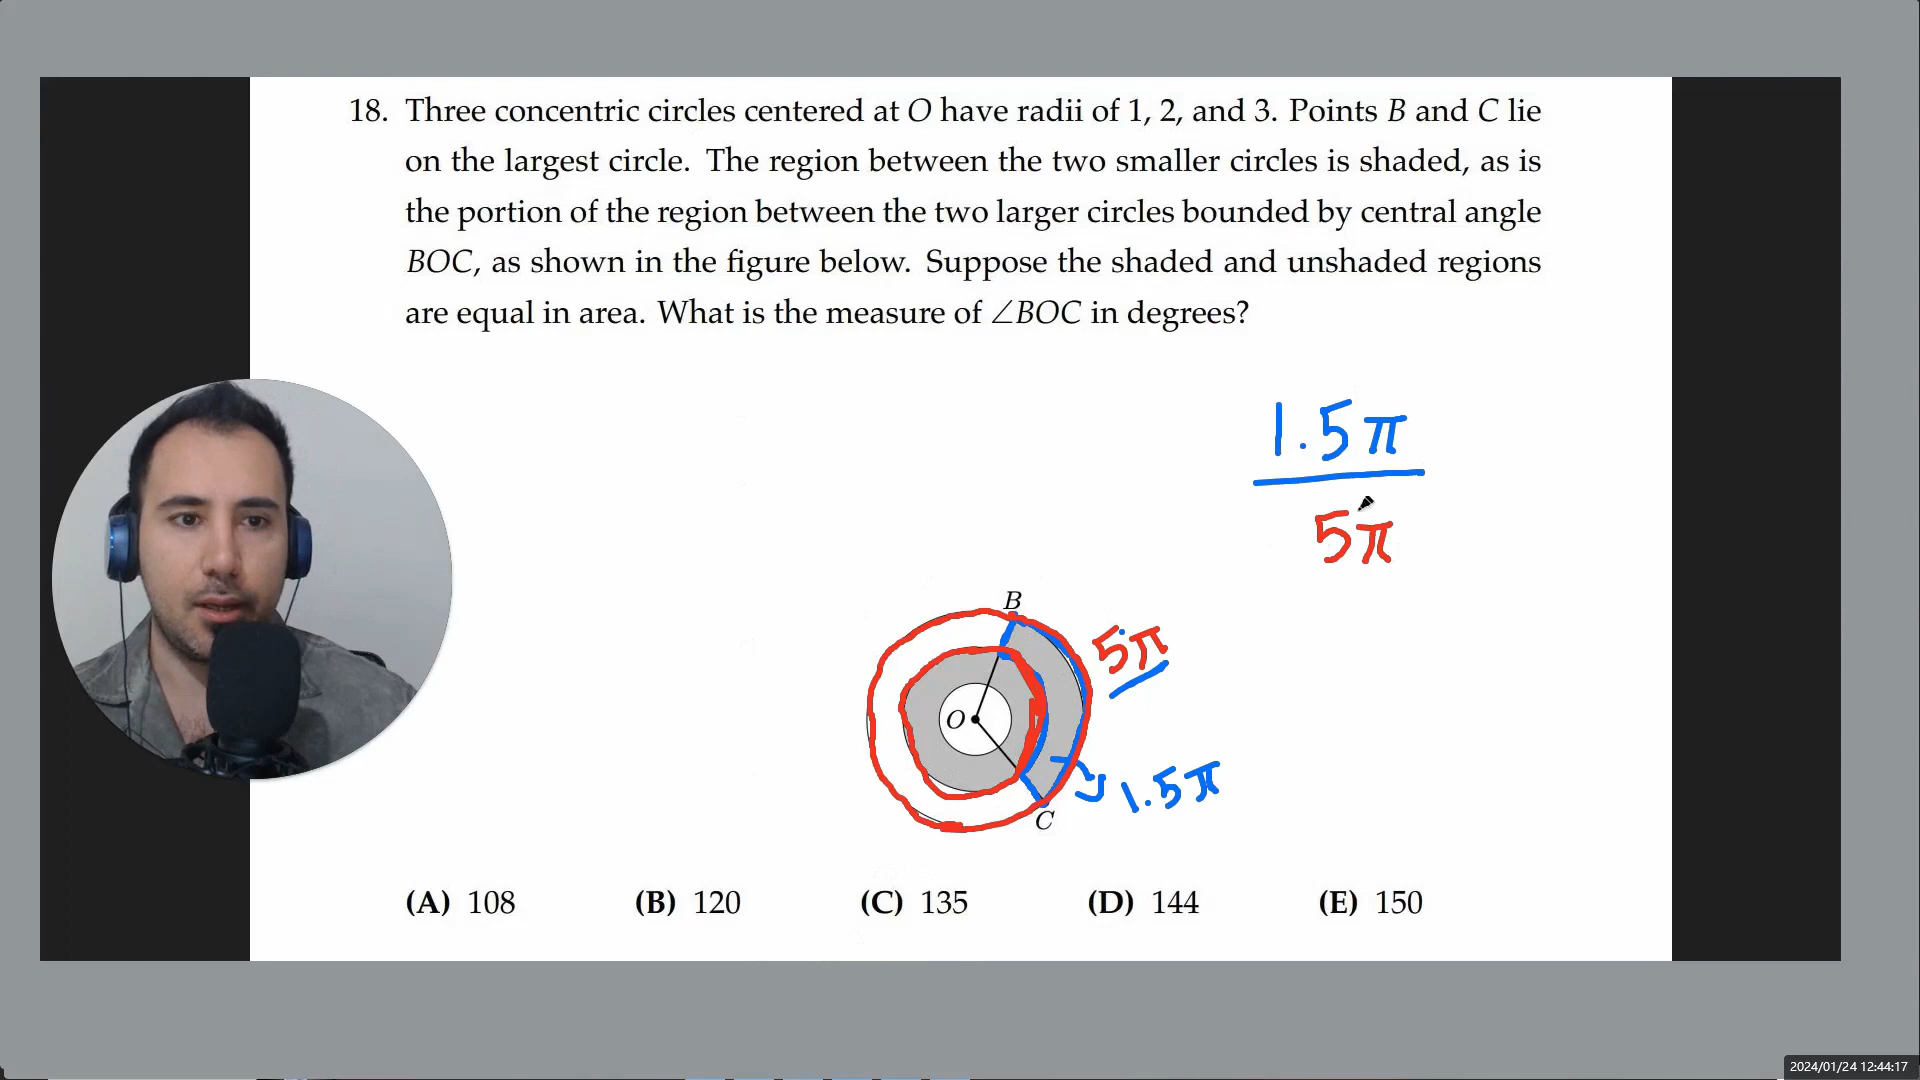 18. Three concentric circles centered at O have radii of 1, 2, and 3. Points B and C lie
on the largest circle. The region between the two smaller circles is shaded, as is
the portion of the region between the two larger circles bounded by central angle
BOC, as shown in the figure below. Suppose the shaded and unshaded regions
are equal in area. What is the measure of ∠BOC in degrees?
1.5π
5π
B
5π
O
1.5π
C
(A) 108 (B) 120 (C) 135 (D) 144 (E) 150
2024/01/24 12:44:17